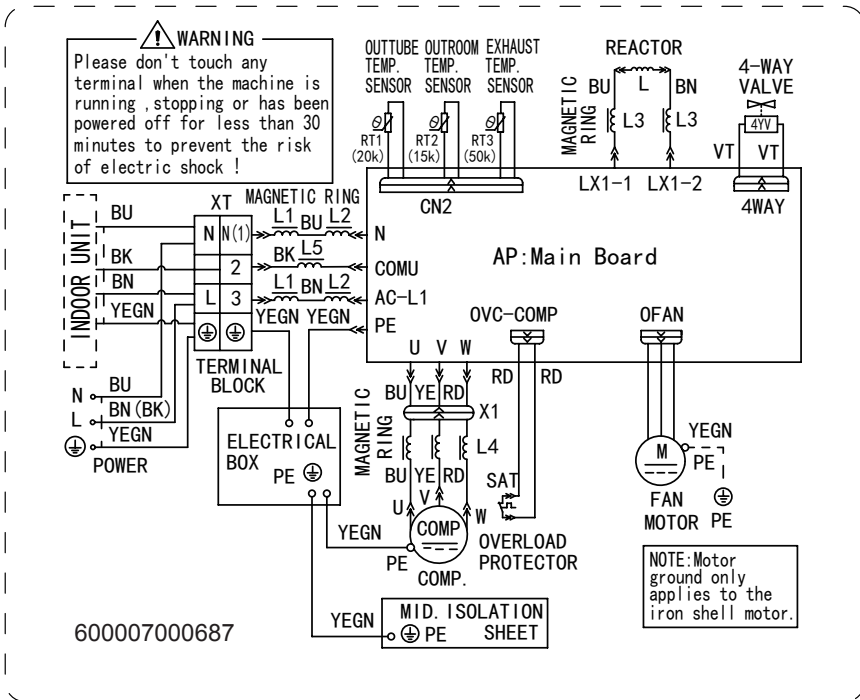 WARNING
Please don't touch any
terminal when the machine is
running ,stopping or has been
powered off for less than 30
minutes to prevent the risk
of electric shock !
OUTTUBE OUTROOM EXHAUST
TEMP. TEMP. TEMP.
SENSOR SENSOR SENSOR
θ θ θ
RT1 RT2 RT3
(20k) (15k) (50k)
CN2
REACTOR
BU L BN
MAGNETIC
RING
L3 L3
LX1-1 LX1-2
4-WAY
VALVE
4YV
VT VT
4WAY
AP:Main Board
INDOOR UNIT
BU
BK
BN
YEGN
XT
N N(1)
2
L 3
TERMINAL
BLOCK
MAGNETIC RING
L1 BU L2
BK L5
L1 BN L2
YEGN YEGN
N
COMU
AC-L1
PE
N BU
L BN(BK)
YEGN
POWER
ELECTRICAL
BOX
PE
U V W
BU YE RD
X1
MAGNETIC
RING
L4
BU YE RD
U V W
COMP
PE
COMP.
YEGN
OVC-COMP
RD RD
SAT
OVERLOAD
PROTECTOR
OFAN
M
YEGN
PE
FAN
MOTOR PE
NOTE:Motor
ground only
applies to the
iron shell motor.
YEGN
MID. ISOLATION
PE SHEET
600007000687